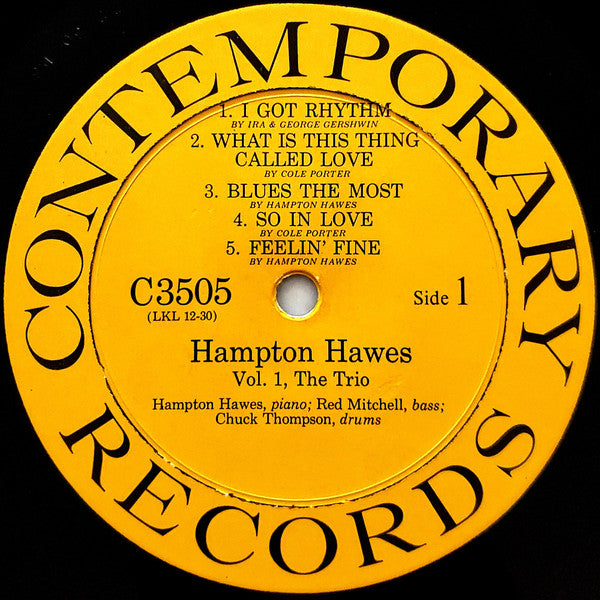 CONTEMPORARY RECORDS
1. I GOT RHYTHM
BY IRA & GEORGE GERSHWIN
2. WHAT IS THIS THING
CALLED LOVE
BY COLE PORTER
3. BLUES THE MOST
BY HAMPTON HAWES
4. SO IN LOVE
BY COLE PORTER
5. FEELIN' FINE
BY HAMPTON HAWES
C3505
(LKL 12-30)
Side 1
Hampton Hawes
Vol. 1, The Trio
Hampton Hawes, piano; Red Mitchell, bass;
Chuck Thompson, drums